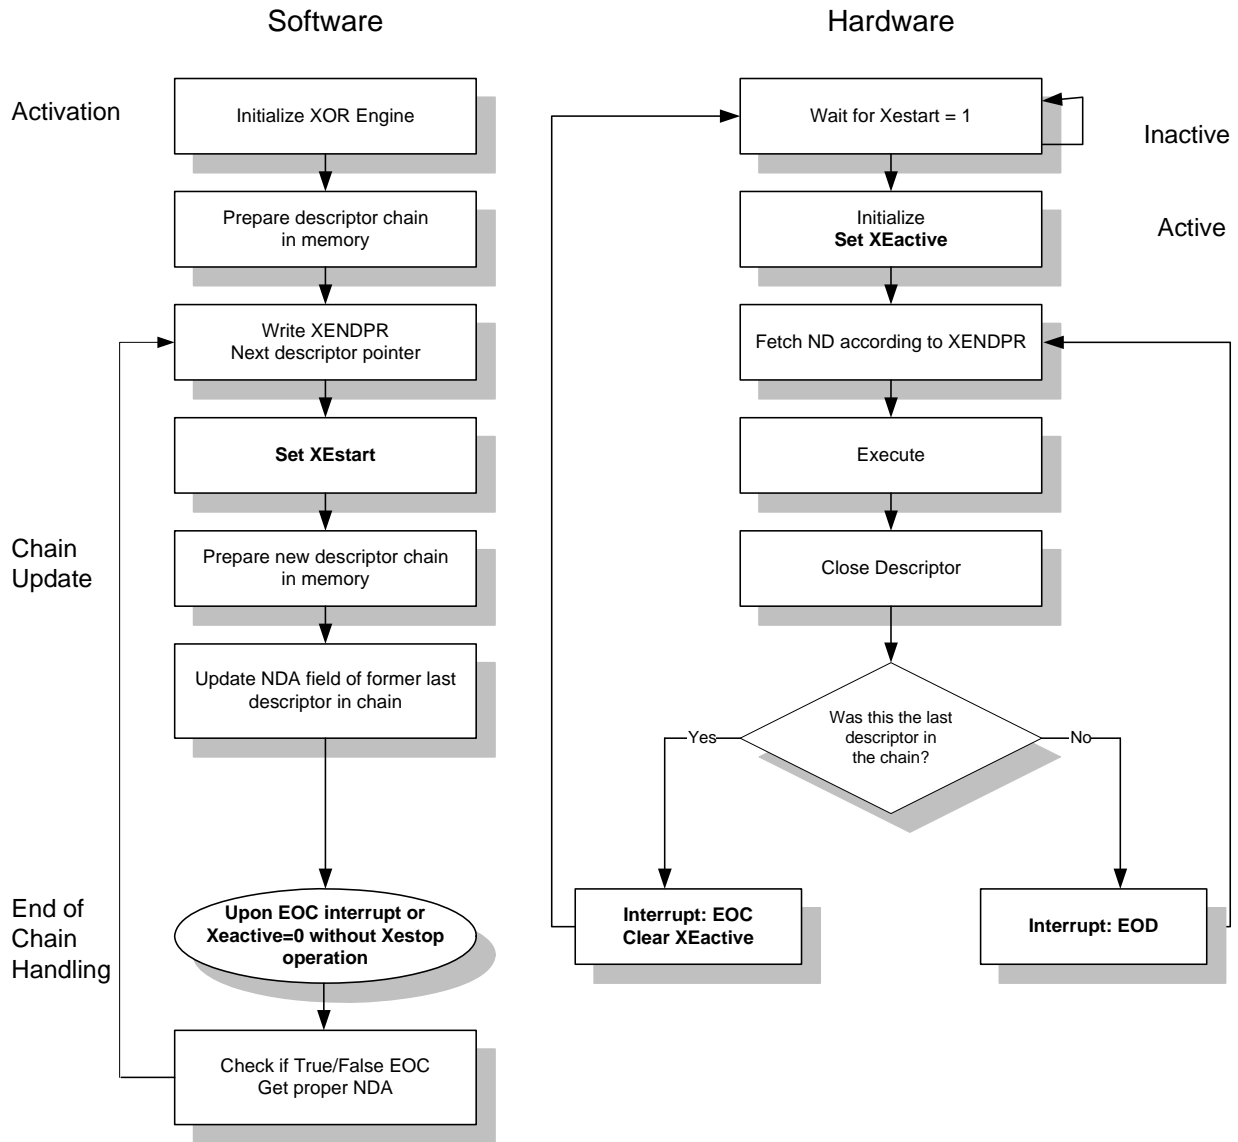 Software
Activation
Initialize XOR Engine
Prepare descriptor chain
in memory
Write XENDPR
Next descriptor pointer
Set XEstart
Chain
Update
Prepare new descriptor chain
in memory
Update NDA field of former last
descriptor in chain
End of
Chain
Handling
Upon EOC interrupt or
Xeactive=0 without Xestop
operation
Check if True/False EOC
Get proper NDA
Hardware
Wait for Xestart = 1
Inactive
Initialize
Set XEactive
Active
Fetch ND according to XENDPR
Execute
Close Descriptor
Was this the last
descriptor in
the chain?
Yes
No
Interrupt: EOC
Clear XEactive
Interrupt: EOD